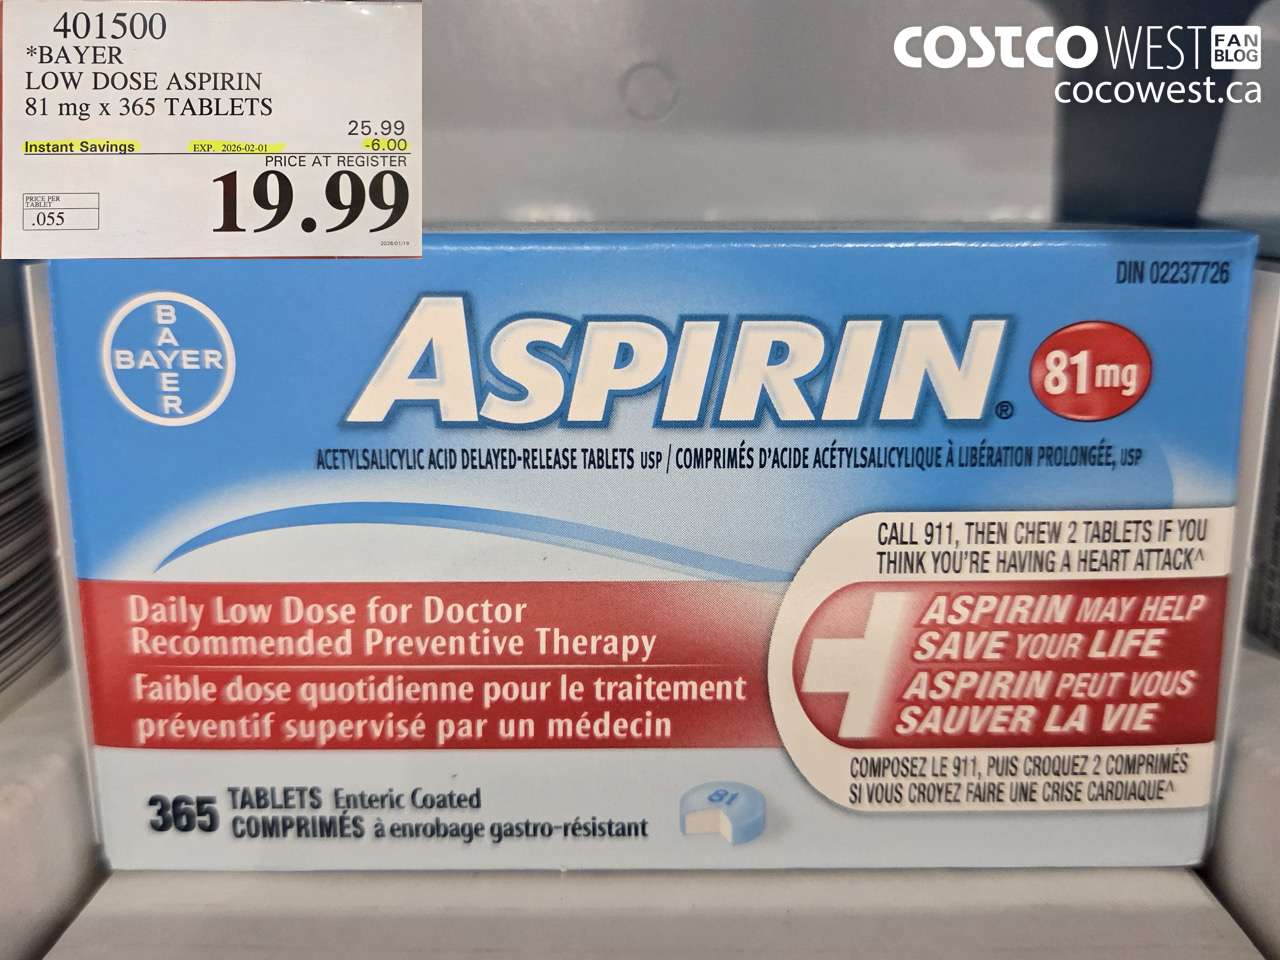 401500
*BAYER
LOW DOSE ASPIRIN
81 mg x 365 TABLETS
25.99
Instant Savings EXP. 2026-02-01 -6.00
PRICE AT REGISTER
19.99
PRICE PER
TABLET
.055
2026/01/19
COSTCO WEST FAN BLOG
cocowest.ca
DIN 02237726
BAYER
BAYER
ASPIRIN®
81 mg
ACETYLSALICYLIC ACID DELAYED-RELEASE TABLETS USP / COMPRIMÉS D'ACIDE ACÉTYLSALICYLIQUE À LIBÉRATION PROLONGÉE, USP
CALL 911, THEN CHEW 2 TABLETS IF YOU
THINK YOU'RE HAVING A HEART ATTACK^
ASPIRIN MAY HELP
SAVE YOUR LIFE
ASPIRIN PEUT VOUS
SAUVER LA VIE
COMPOSEZ LE 911, PUIS CROQUEZ 2 COMPRIMÉS
SI VOUS CROYEZ FAIRE UNE CRISE CARDIAQUE^
Daily Low Dose for Doctor
Recommended Preventive Therapy
Faible dose quotidienne pour le traitement
préventif supervisé par un médecin
365 TABLETS Enteric Coated
COMPRIMÉS à enrobage gastro-résistant
81